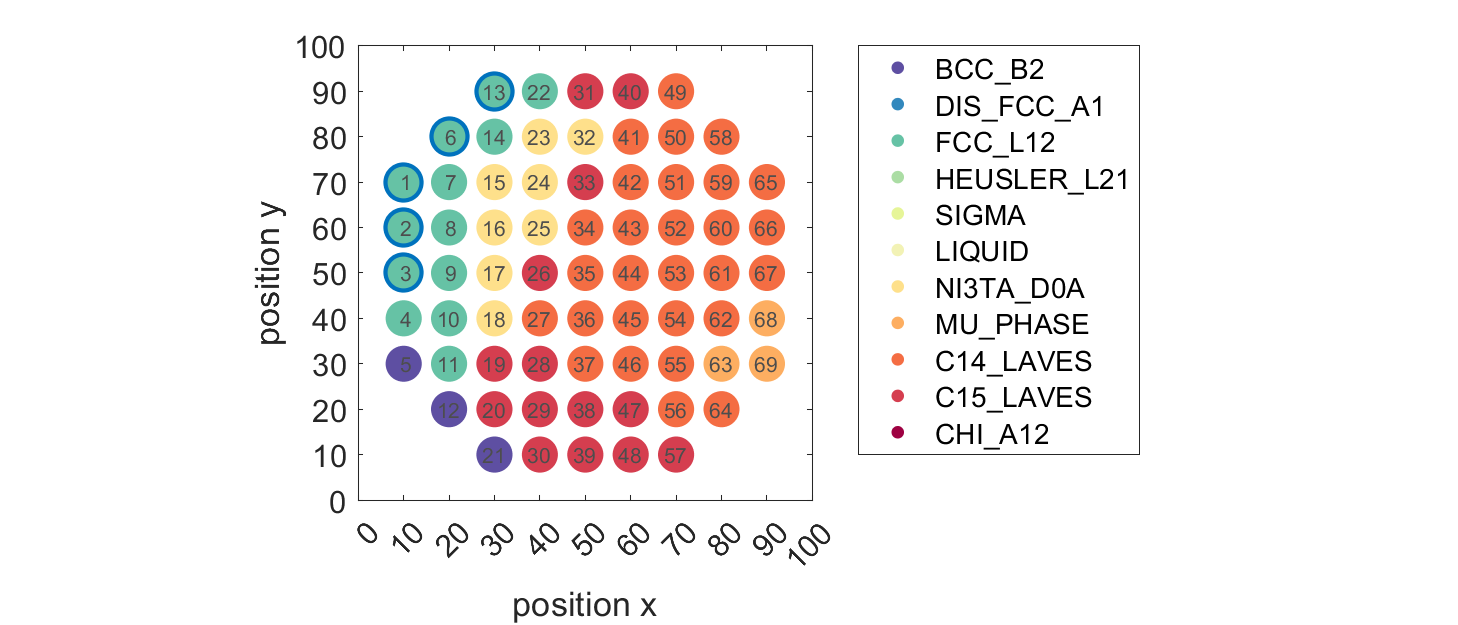 100
90
80
70
60
50
40
30
20
10
0
position y
13 22 31 40 49
6 14 23 32 41 50 58
1 7 15 24 33 42 51 59 65
2 8 16 25 34 43 52 60 66
3 9 17 26 35 44 53 61 67
4 10 18 27 36 45 54 62 68
5 11 19 28 37 46 55 63 69
12 20 29 38 47 56 64
21 30 39 48 57
0 10 20 30 40 50 60 70 80 90 100
position x
BCC_B2
DIS_FCC_A1
FCC_L12
HEUSLER_L21
SIGMA
LIQUID
NI3TA_D0A
MU_PHASE
C14_LAVES
C15_LAVES
CHI_A12